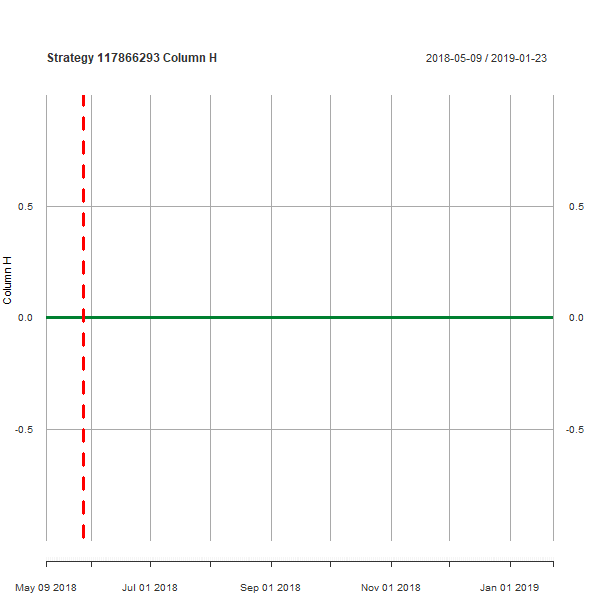 Strategy 117866293 Column H
2018-05-09 / 2019-01-23
0.5
0.5
Column H
0.0
0.0
-0.5
-0.5
May 09 2018
Jul 01 2018
Sep 01 2018
Nov 01 2018
Jan 01 2019